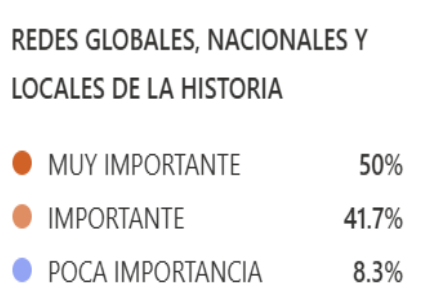 REDES GLOBALES, NACIONALES Y
LOCALES DE LA HISTORIA
MUY IMPORTANTE 50%
IMPORTANTE 41.7%
POCA IMPORTANCIA 8.3%